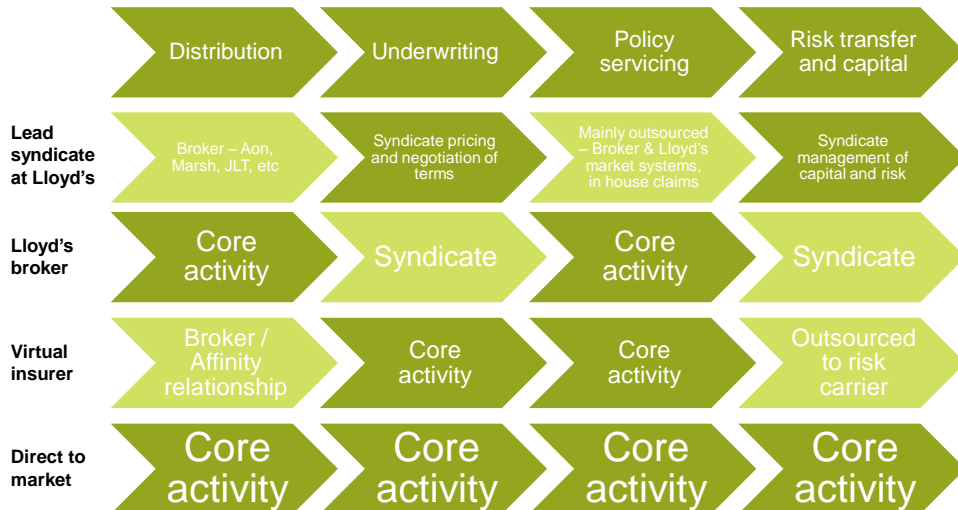 Distribution
Underwriting
Policy
servicing
Risk transfer
and capital
Lead
syndicate
at Lloyd's
Broker – Aon,
Marsh, JLT, etc
Syndicate pricing
and negotiation of
terms
Mainly outsourced
– Broker & Lloyd's
market systems,
in house claims
Syndicate
management of
capital and risk
Lloyd's
broker
Core
activity
Syndicate
Core
activity
Syndicate
Virtual
insurer
Broker /
Affinity
relationship
Core
activity
Core
activity
Outsourced
to risk
carrier
Direct to
market
Core
activity
Core
activity
Core
activity
Core
activity